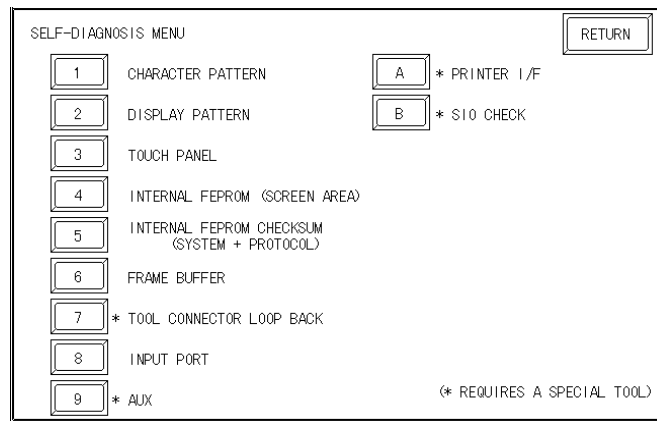 SELF-DIAGNOSIS MENU
RETURN
1 CHARACTER PATTERN
2 DISPLAY PATTERN
3 TOUCH PANEL
4 INTERNAL FEPROM (SCREEN AREA)
5 INTERNAL FEPROM CHECKSUM
(SYSTEM + PROTOCOL)
6 FRAME BUFFER
7 * TOOL CONNECTOR LOOP BACK
8 INPUT PORT
9 * AUX
A * PRINTER I/F
B * SIO CHECK
(* REQUIRES A SPECIAL TOOL)